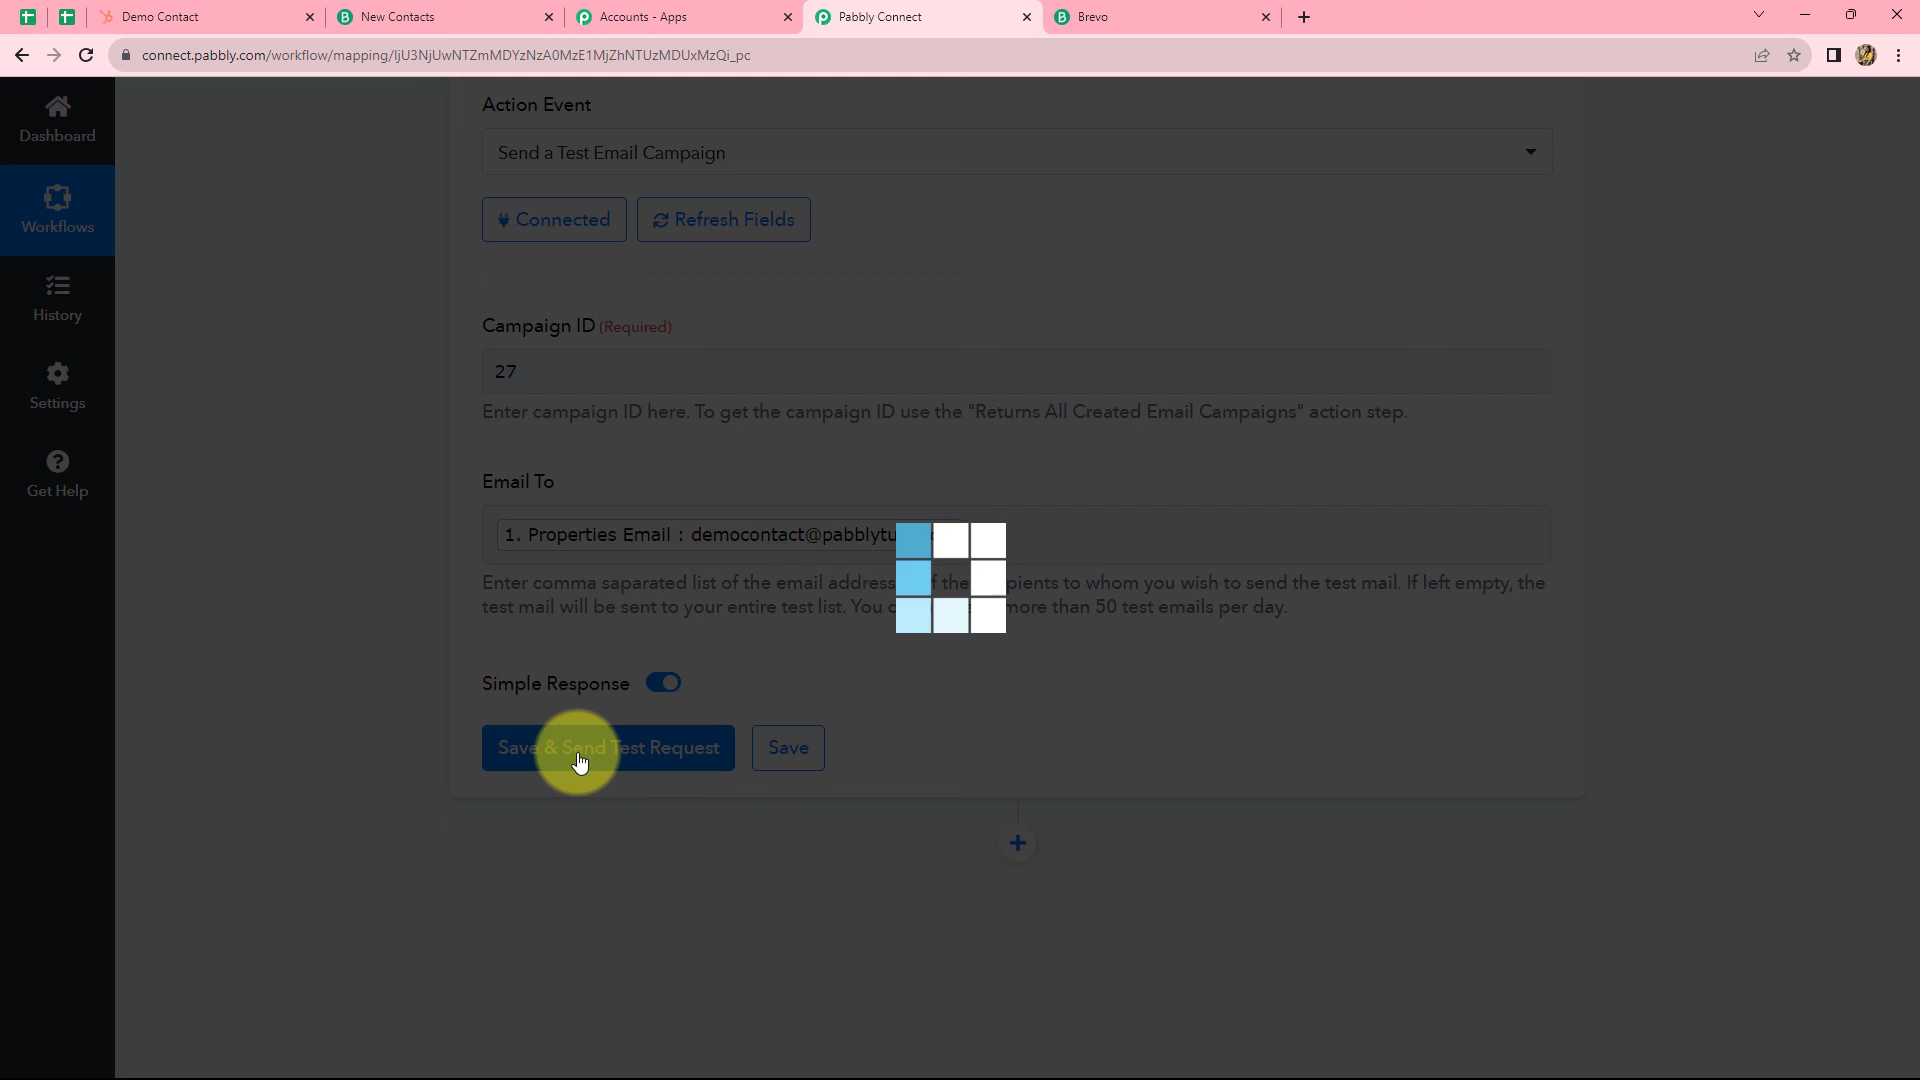 Demo Contact
New Contacts
Accounts - Apps
Pabbly Connect
Brevo
connect.pabbly.com/workflow/mapping/IjU3NjUwNTZmMDYzNzA0MzE1MjZhNTUzMDUxMzQi_pc
Dashboard
Workflows
History
Settings
Get Help
Action Event
Send a Test Email Campaign
Connected
Refresh Fields
Campaign ID (Required)
27
Enter campaign ID here. To get the campaign ID use the "Returns All Created Email Campaigns" action step.
Email To
1. Properties Email : democontact@pabblytu
Enter comma saparated list of the email address the pients to whom you wish to send the test mail. If left empty, the
test mail will be sent to your entire test list. You more than 50 test emails per day.
Simple Response
Save & Send Test Request
Save